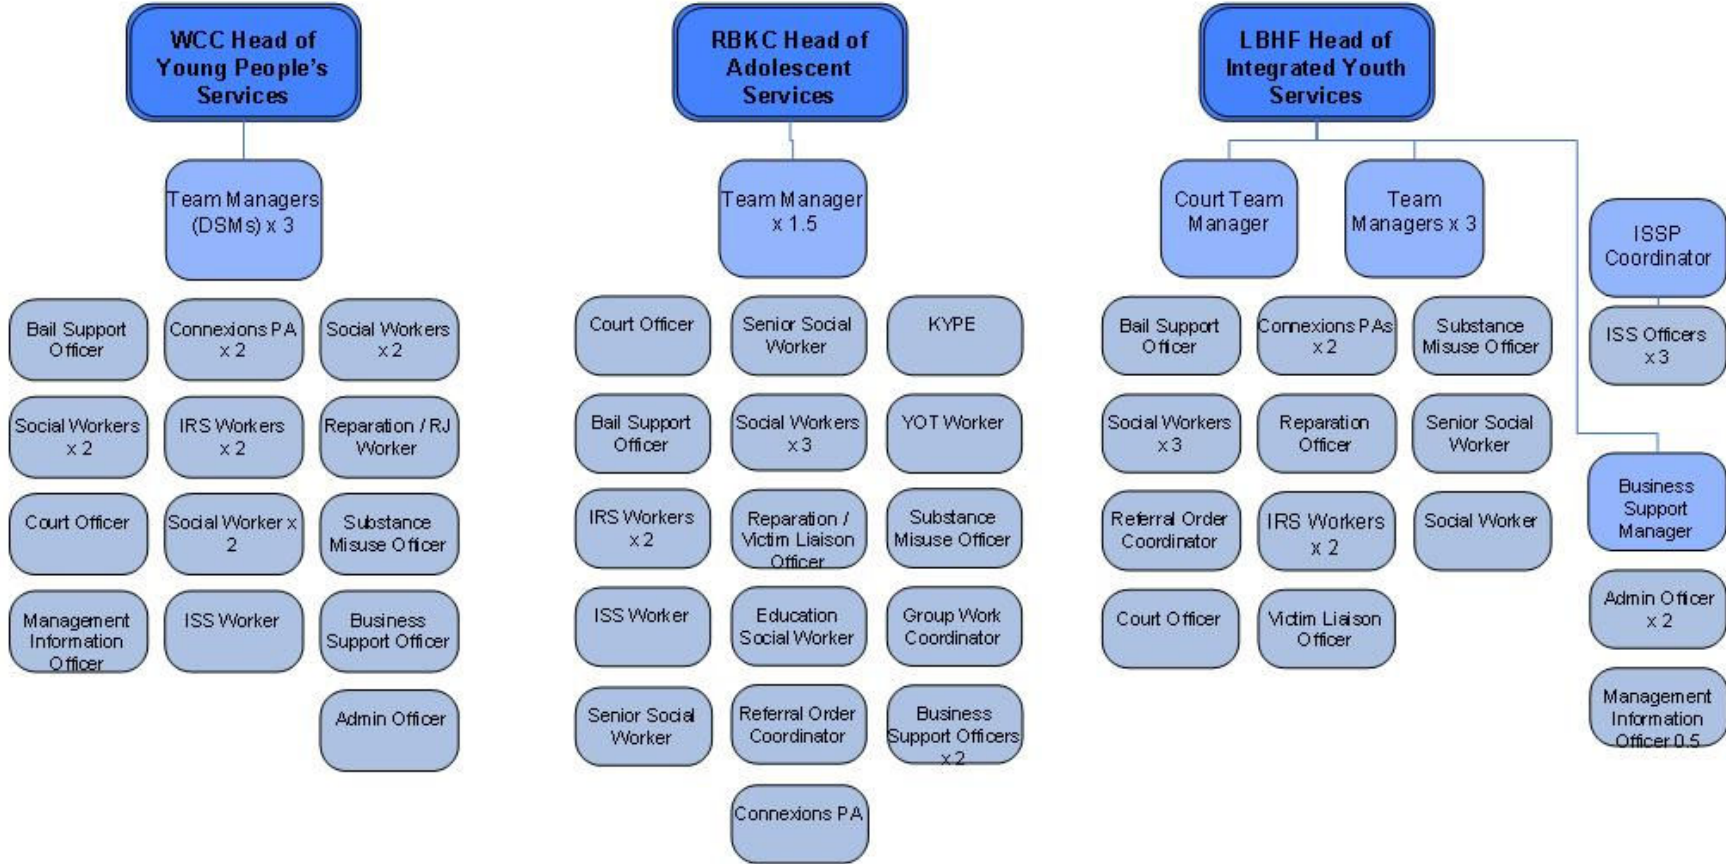 WCC Head of
Young People's
Services
Team Managers
(DSMs) x 3
Bail Support
Officer
Connexions PA
x 2
Social Workers
x 2
Social Workers
x 2
IRS Workers
x 2
Reparation / RJ
Worker
Court Officer
Social Worker x
2
Substance
Misuse Officer
Management
Information
Officer
ISS Worker
Business
Support Officer
Admin Officer
RBKC Head of
Adolescent
Services
Team Manager
x 1.5
Court Officer
Senior Social
Worker
KYPE
Bail Support
Officer
Social Workers
x 3
YOT Worker
IRS Workers
x 2
Reparation /
Victim Liaison
Officer
Substance
Misuse Officer
ISS Worker
Education
Social Worker
Group Work
Coordinator
Senior Social
Worker
Referral Order
Coordinator
Business
Support Officers
x 2
Connexions PA
LBHF Head of
Integrated Youth
Services
Court Team
Manager
Team
Managers x 3
ISSP
Coordinator
ISS Officers
x 3
Bail Support
Officer
Connexions PAs
x 2
Substance
Misuse Officer
Social Workers
x 3
Reparation
Officer
Senior Social
Worker
Referral Order
Coordinator
IRS Workers
x 2
Social Worker
Court Officer
Victim Liaison
Officer
Business
Support
Manager
Admin Officer
x 2
Management
Information
Officer 0.5